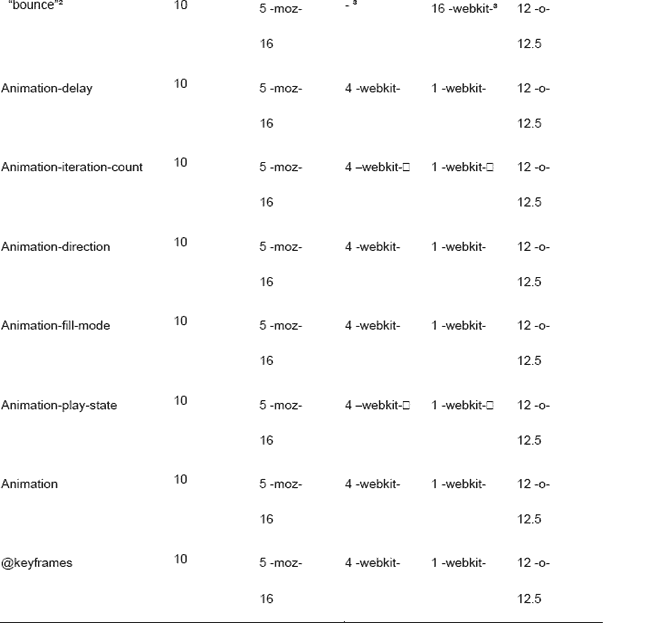 “bounce”² 10 5 -moz- - ³ 16 -webkit-³ 12 -o-
16 12.5
Animation-delay 10 5 -moz- 4 -webkit- 1 -webkit- 12 -o-
16 12.5
Animation-iteration-count 10 5 -moz- 4 –webkit-□ 1 -webkit-□ 12 -o-
16 12.5
Animation-direction 10 5 -moz- 4 -webkit- 1 -webkit- 12 -o-
16 12.5
Animation-fill-mode 10 5 -moz- 4 -webkit- 1 -webkit- 12 -o-
16 12.5
Animation-play-state 10 5 -moz- 4 –webkit-□ 1 -webkit-□ 12 -o-
16 12.5
Animation 10 5 -moz- 4 -webkit- 1 -webkit- 12 -o-
16 12.5
@keyframes 10 5 -moz- 4 -webkit- 1 -webkit- 12 -o-
16 12.5